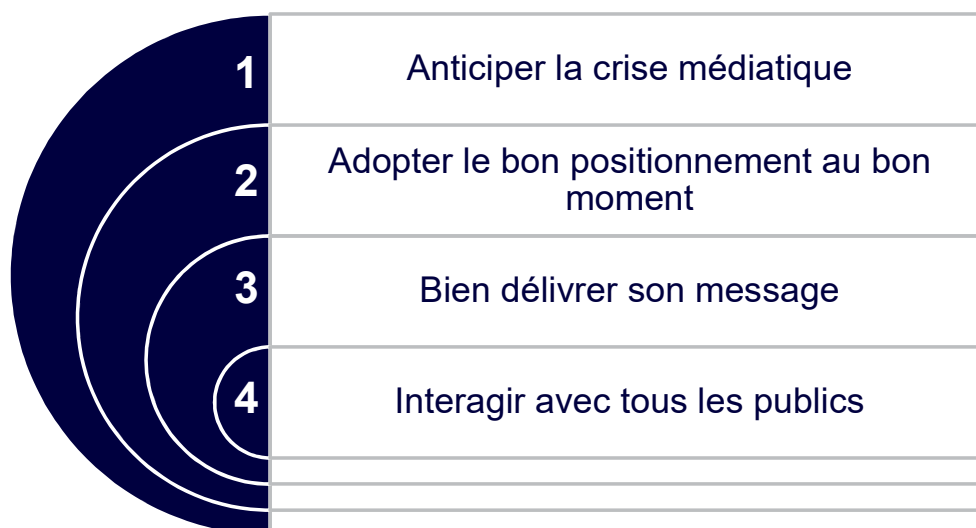 1 Anticiper la crise médiatique
2 Adopter le bon positionnement au bon
moment
3 Bien délivrer son message
4 Interagir avec tous les publics